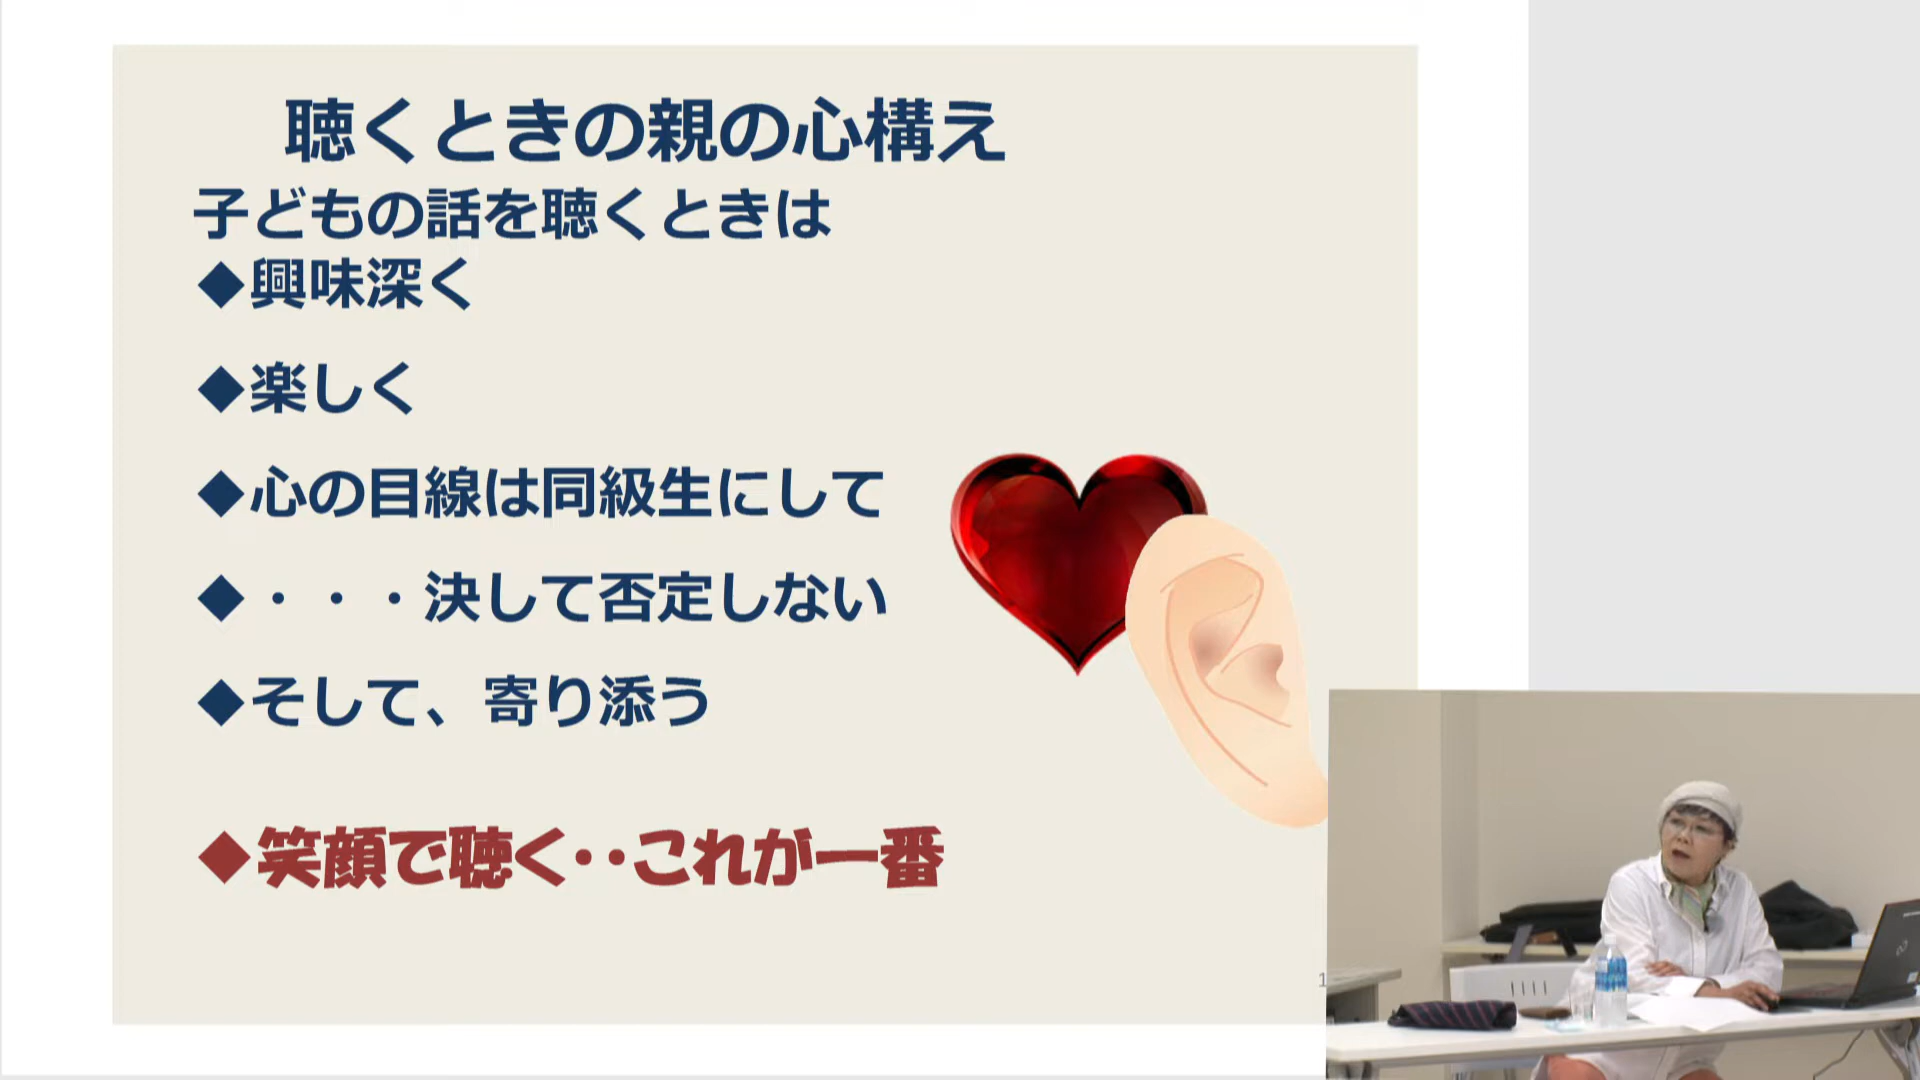 聴くときの親の心構え
子どもの話を聴くときは
◆興味深く
◆楽しく
◆心の目線は同級生にして
◆・・・決して否定しない
◆そして、寄り添う
◆笑顔で聴く・・これが一番